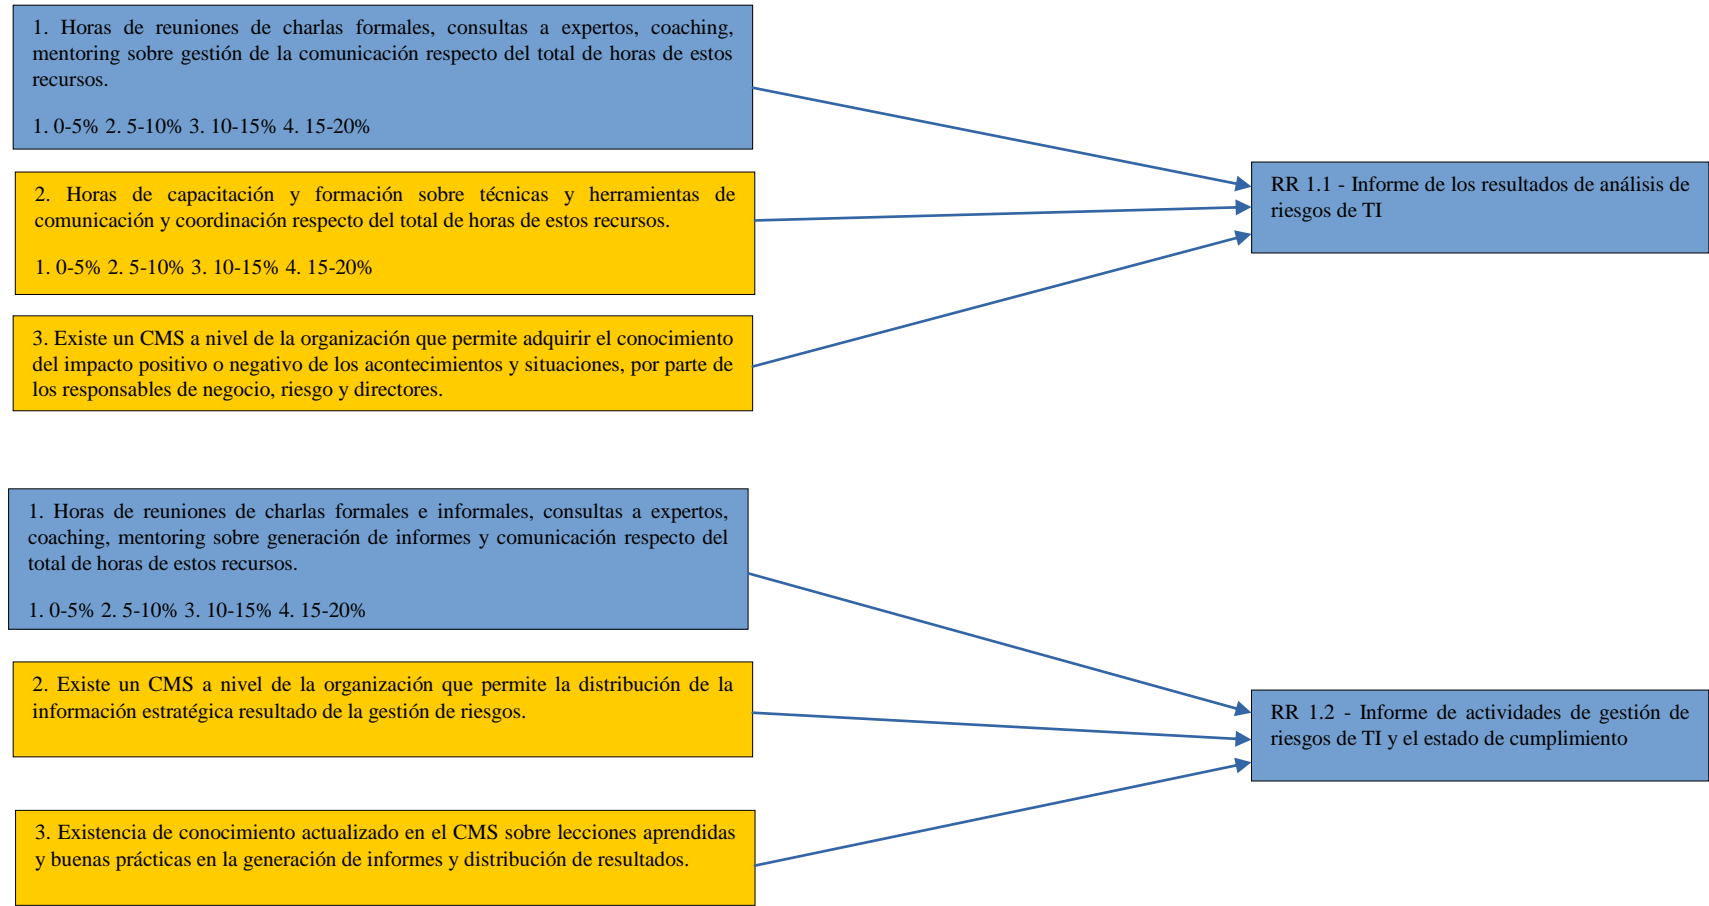 1. Horas de reuniones de charlas formales, consultas a expertos, coaching,
mentoring sobre gestión de la comunicación respecto del total de horas de estos
recursos.
1. 0-5% 2. 5-10% 3. 10-15% 4. 15-20%
2. Horas de capacitación y formación sobre técnicas y herramientas de
comunicación y coordinación respecto del total de horas de estos recursos.
1. 0-5% 2. 5-10% 3. 10-15% 4. 15-20%
3. Existe un CMS a nivel de la organización que permite adquirir el conocimiento
del impacto positivo o negativo de los acontecimientos y situaciones, por parte de
los responsables de negocio, riesgo y directores.
RR 1.1 - Informe de los resultados de análisis de
riesgos de TI
1. Horas de reuniones de charlas formales e informales, consultas a expertos,
coaching, mentoring sobre generación de informes y comunicación respecto del
total de horas de estos recursos.
1. 0-5% 2. 5-10% 3. 10-15% 4. 15-20%
2. Existe un CMS a nivel de la organización que permite la distribución de la
información estratégica resultado de la gestión de riesgos.
3. Existencia de conocimiento actualizado en el CMS sobre lecciones aprendidas
y buenas prácticas en la generación de informes y distribución de resultados.
RR 1.2 - Informe de actividades de gestión de
riesgos de TI y el estado de cumplimiento